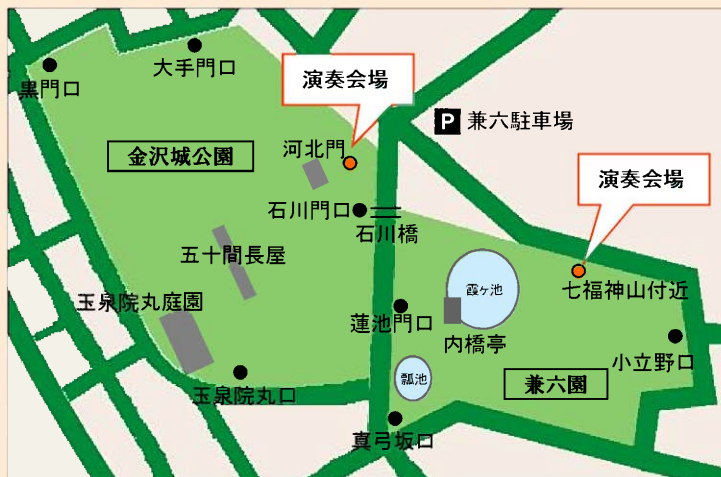 大手門口
黒門口
演奏会場
P 兼六駐車場
金沢城公園
河北門
演奏会場
石川門口
石川橋
五十間長屋
霞ヶ池
七福神山付近
玉泉院丸庭園
蓮池門口
内橋亭
小立野口
瓢池
兼六園
玉泉院丸口
真弓坂口